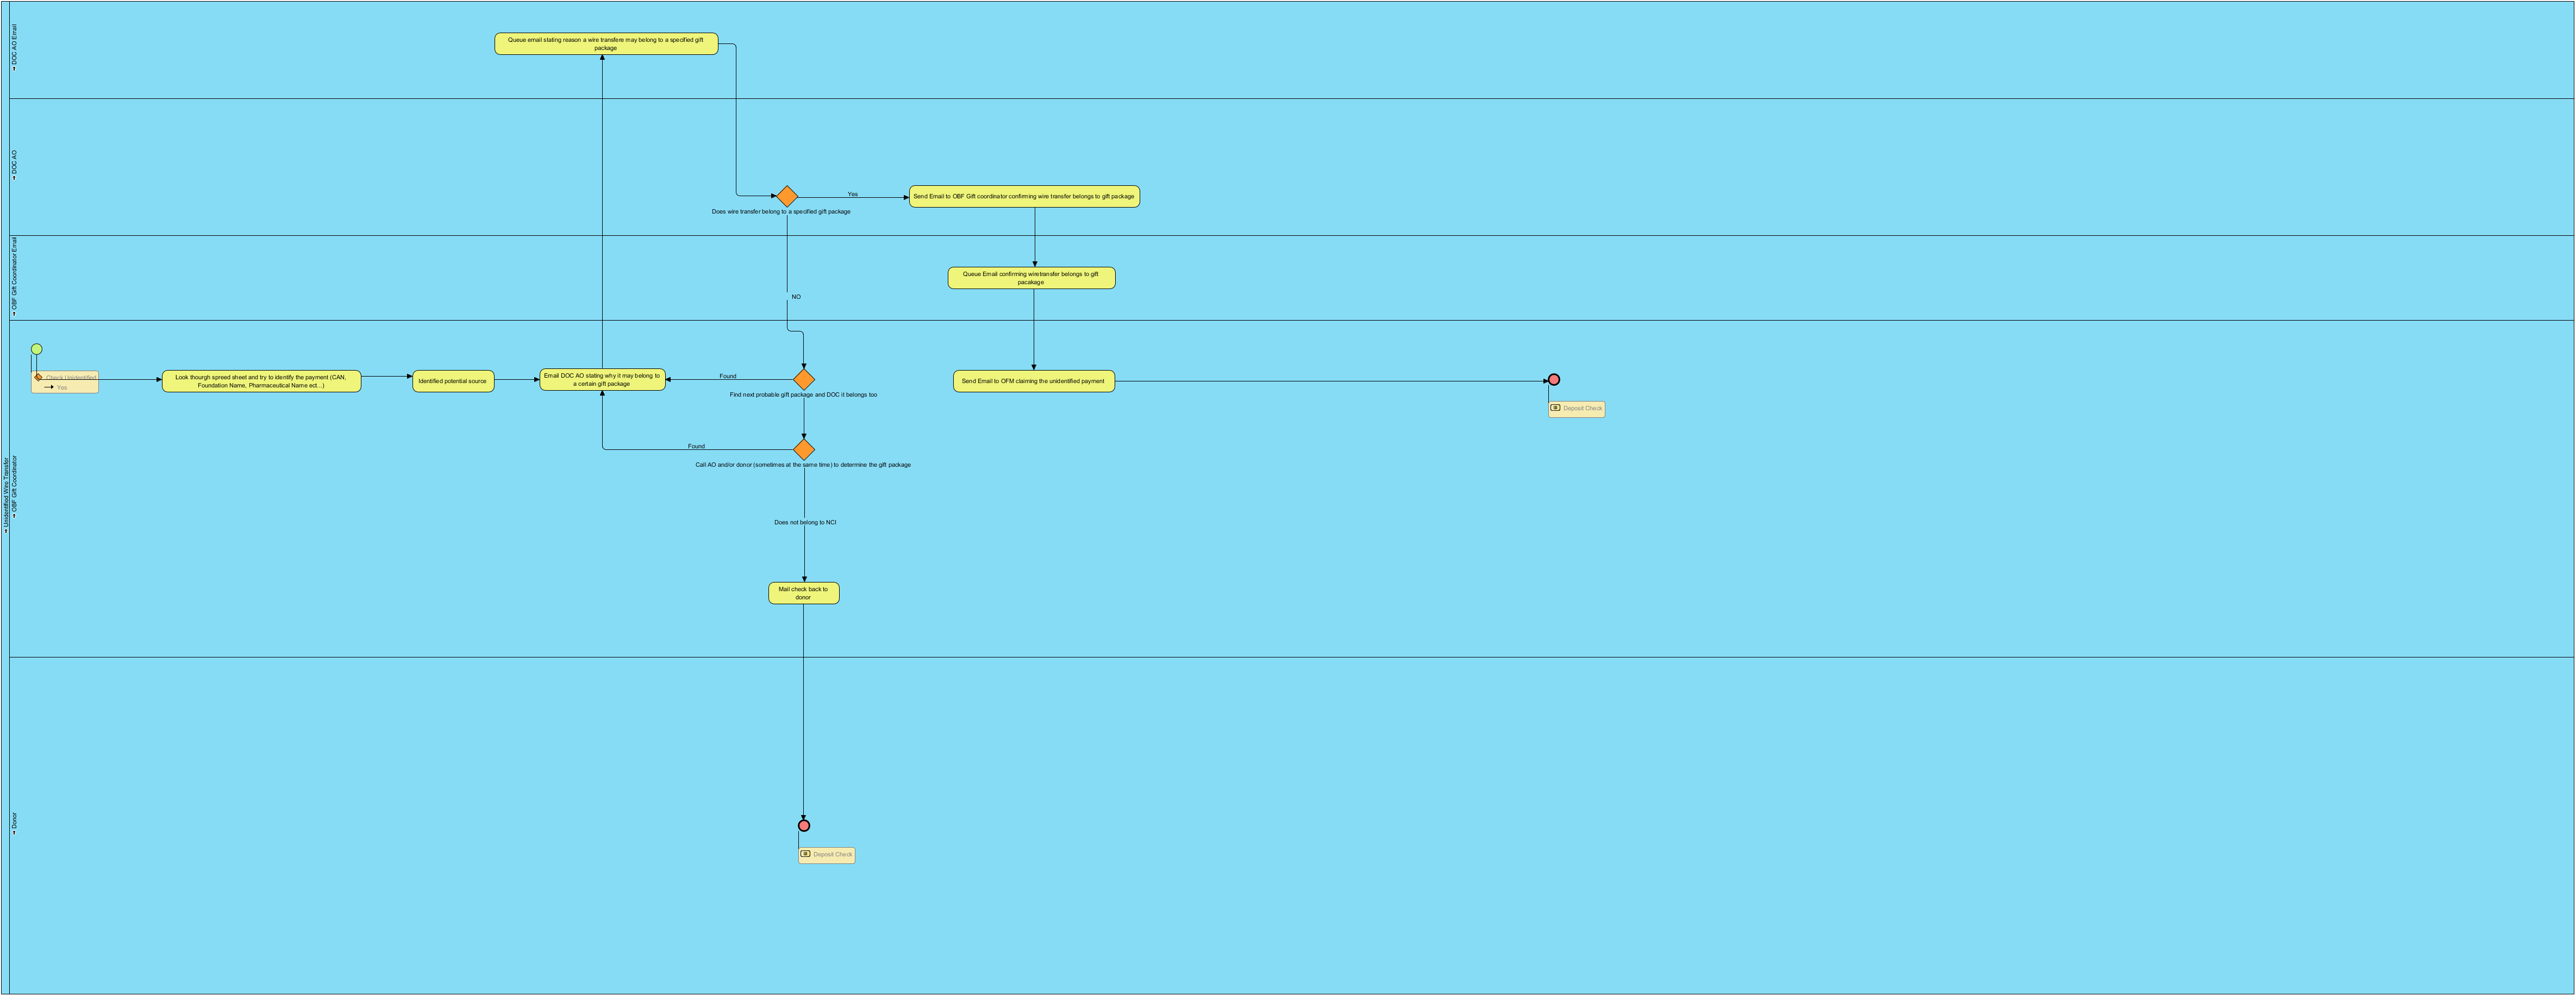 DOC AO Email
Queue email stating reason a wire transfere may belong to a specified gift
package
DOC AO
Yes
Send Email to OBF Gift coordinator confirming wire transfer belongs to gift package
Does wire transfer belong to a specified gift package
OBF Gift Coordinator Email
Queue Email confirming wiretransfer belongs to gift
pacakage
NO
Unidentified Wire Transfer
OBF Gift Coordinator
Check Unidentified
Yes
Look thourgh spreed sheet and try to identify the payment (CAN,
Foundation Name, Pharmaceutical Name ect...)
Identified potential source
Email DOC AO stating why it may belong to
a certain gift package
Found
Find next probable gift package and DOC it belongs too
Send Email to OFM claiming the unidentified payment
Deposit Check
Found
Call AO and/or donor (sometimes at the same time) to determine the gift package
Does not belong to NCI
Mail check back to
donor
Donor
Deposit Check